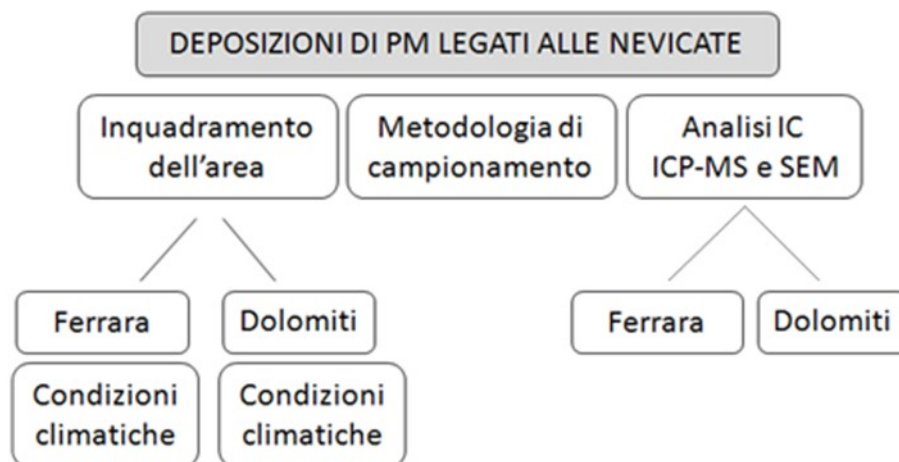 DEPOSIZIONI DI PM LEGATI ALLE NEVICATE
Inquadramento
dell'area
Metodologia di
campionamento
Analisi IC
ICP-MS e SEM
Ferrara
Dolomiti
Ferrara
Dolomiti
Condizioni
climatiche
Condizioni
climatiche